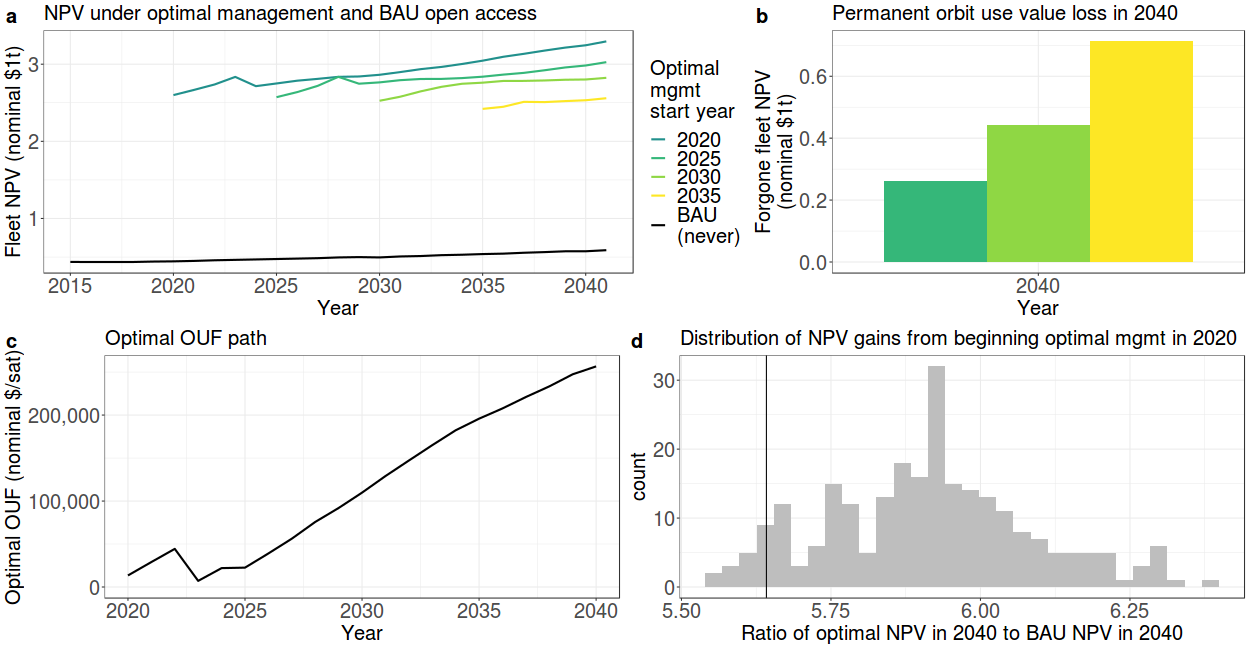 a
NPV under optimal management and BAU open access
Fleet NPV (nominal $1t)
3
2
1
2015
2020
2025
2030
2035
2040
Year
Optimal
mgmt
start year
2020
2025
2030
2035
BAU
(never)
b
Permanent orbit use value loss in 2040
Forgone fleet NPV
(nominal $1t)
0.6
0.4
0.2
0.0
2040
Year
c
Optimal OUF path
Optimal OUF (nominal $/sat)
200,000
100,000
0
2020
2025
2030
2035
2040
Year
d
Distribution of NPV gains from beginning optimal mgmt in 2020
count
30
20
10
0
5.50
5.75
6.00
6.25
Ratio of optimal NPV in 2040 to BAU NPV in 2040